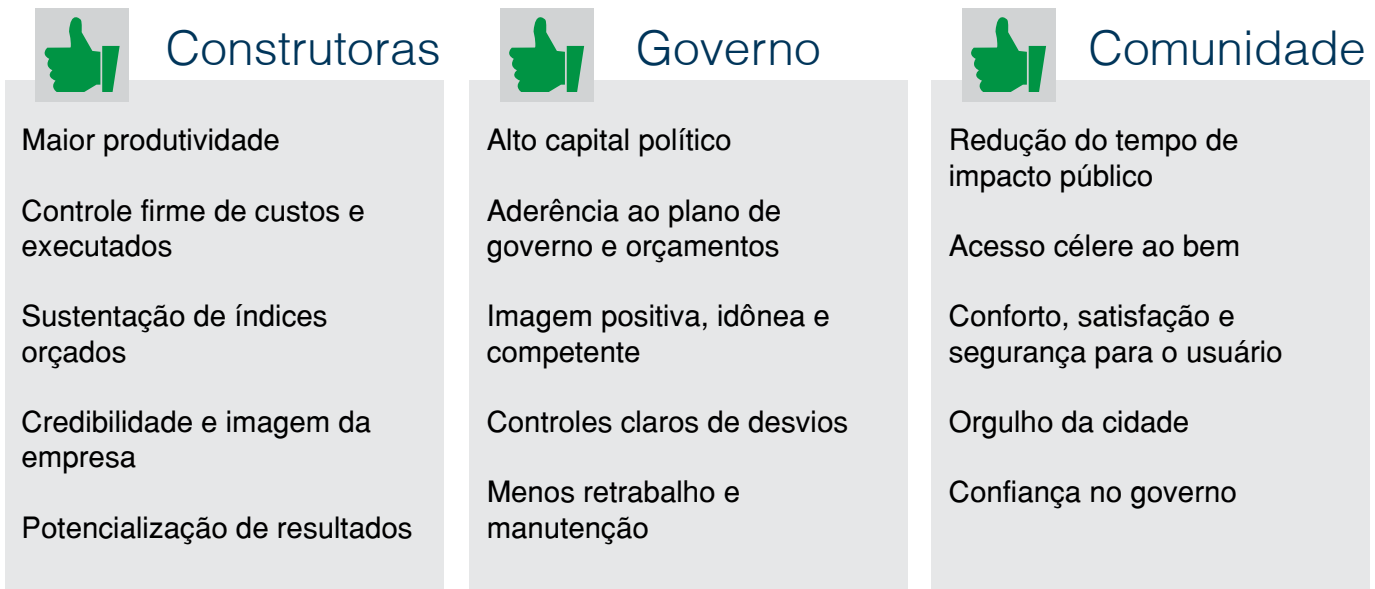 Construtoras
Maior produtividade
Controle firme de custos e
executados
Sustentação de índices
orçados
Credibilidade e imagem da
empresa
Potencialização de resultados
Governo
Alto capital político
Aderência ao plano de
governo e orçamentos
Imagem positiva, idônea e
competente
Controles claros de desvios
Menos retrabalho e
manutenção
Comunidade
Redução do tempo de
impacto público
Acesso célere ao bem
Conforto, satisfação e
segurança para o usuário
Orgulho da cidade
Confiança no governo